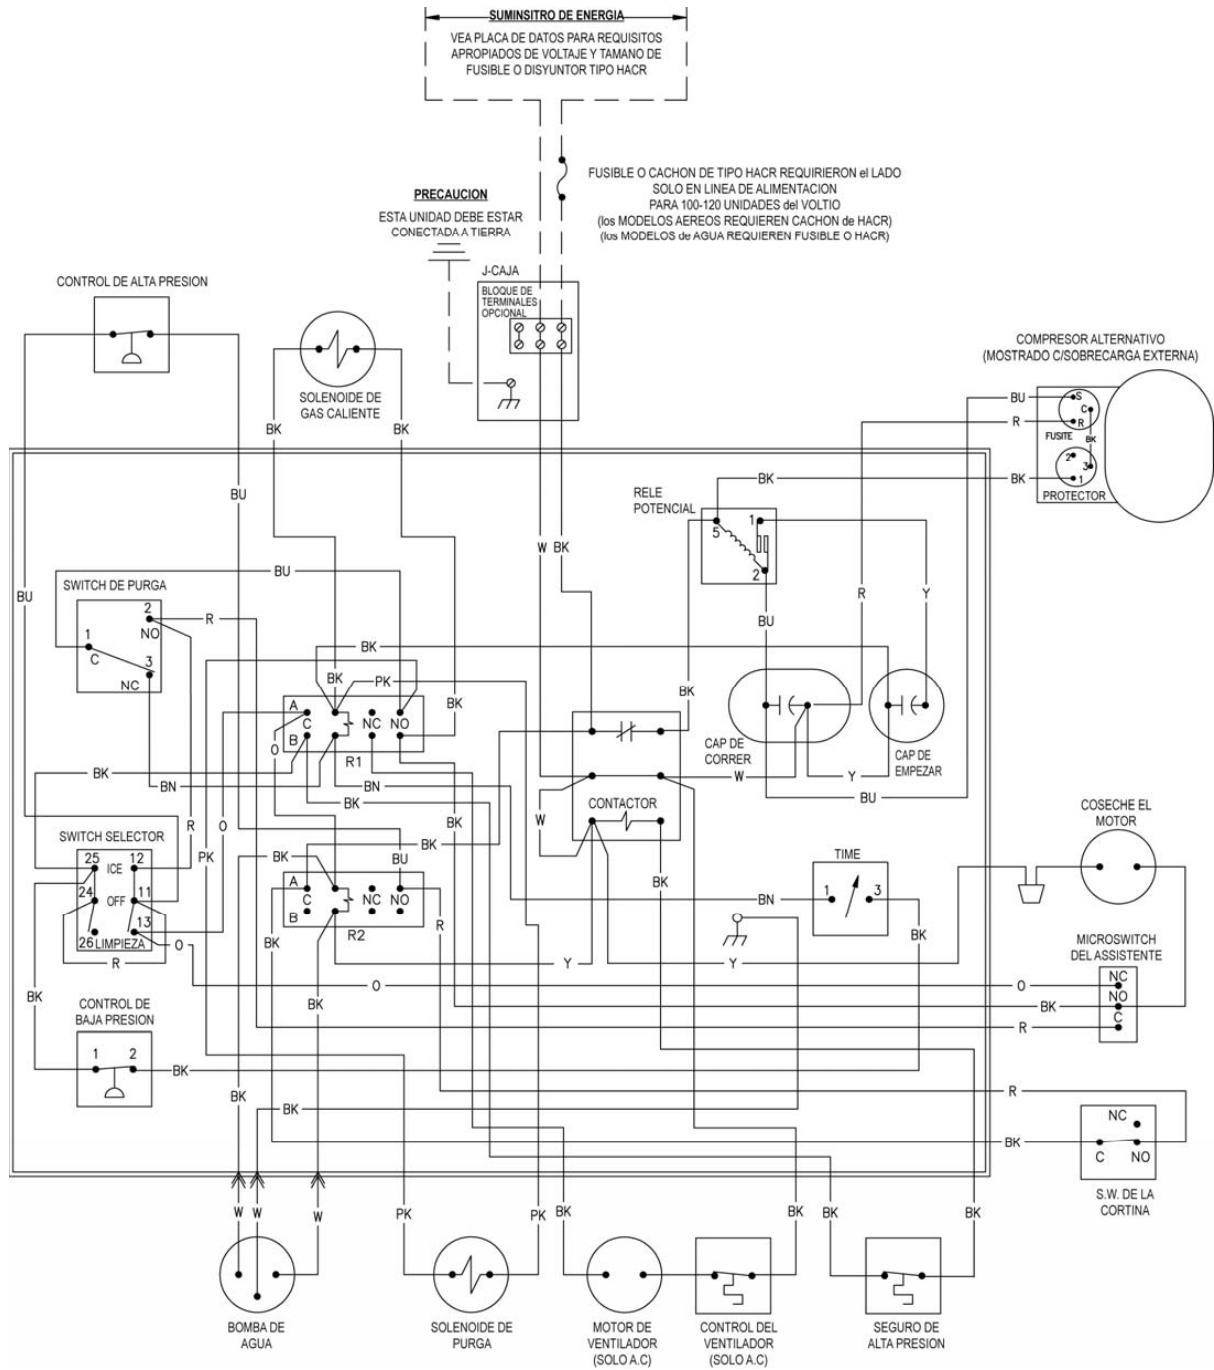 SUMINSITRO DE ENERGIA
VEA PLACA DE DATOS PARA REQUISITOS
APROPIADOS DE VOLTAJE Y TAMANO DE
FUSIBLE O DISYUNTOR TIPO HACR
FUSIBLE O CACHON DE TIPO HACR REQUIRIERON el LADO
SOLO EN LINEA DE ALIMENTACION
PARA 100-120 UNIDADES del VOLTIO
(los MODELOS AEREOS REQUIEREN CACHON de HACR)
(los MODELOS de AGUA REQUIEREN FUSIBLE O HACR)
PRECAUCION
ESTA UNIDAD DEBE ESTAR
CONECTADA A TIERRA
J-CAJA
BLOQUE DE
TERMINALES
OPCIONAL
CONTROL DE ALTA PRESION
SOLENOIDE DE
GAS CALIENTE
BK
BK
COMPRESOR ALTERNATIVO
(MOSTRADO C/SOBRECARGA EXTERNA)
BU
R
BK
S
C
R
FUSITE
BK
2
3
1
PROTECTOR
BU
BK
RELE
POTENCIAL
5
1
2
W
BK
BU
BU
SWITCH DE PURGA
2
NO
1
C
3
NC
R
R
Y
BU
BK
BK
PK
BK
BK
A
C
NC
NO
B
R1
O
CAP DE
CORRER
CAP DE
EMPEZAR
BK
BN
BN
BK
W
Y
BU
CONTACTOR
W
BK
R
O
BK
BK
BK
BU
PK
SWITCH SELECTOR
25
ICE
12
24
OFF
11
13
26
LIMPIEZA
O
R
A
C
NC
NO
B
R2
BK
R
TIME
1
3
BN
BK
COSECHE EL
MOTOR
MICROSWITCH
DEL ASSISTENTE
NC
NO
C
Y
Y
O
O
BK
R
BK
BK
CONTROL DE
BAJA PRESION
1
2
BK
BK
BK
R
BK
NC
C
NO
S.W. DE LA
CORTINA
W
W
W
PK
PK
BK
BK
BK
BK
BOMBA DE
AGUA
SOLENOIDE DE
PURGA
MOTOR DE
VENTILADOR
(SOLO A.C)
CONTROL DEL
VENTILADOR
(SOLO A.C)
SEGURO DE
ALTA PRESION